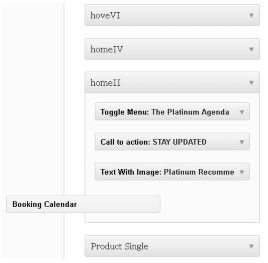 hoveVI
homeIV
homeII
Toggle Menu: The Platinum Agenda
Call to action: STAY UPDATED
Text With Image: Platinum Recomme
Booking Calendar
Product Single